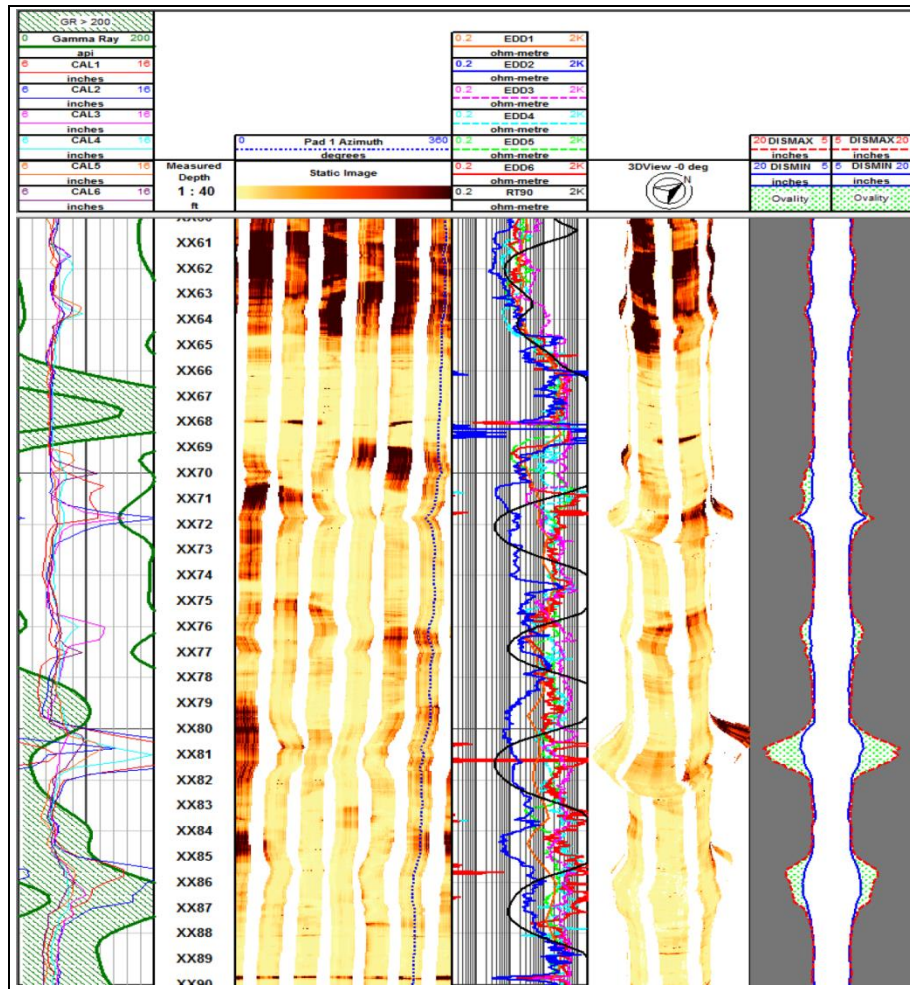 GR > 200
0 Gamma Ray 200
api
6 CAL1 16
inches
6 CAL2 16
inches
6 CAL3 16
inches
6 CAL4 16
inches
6 CAL5 16
inches
6 CAL6 16
inches
Measured
Depth
1 : 40
ft
0 Pad 1 Azimuth 360
degrees
Static Image
0.2 EDD1 2K
ohm-metre
0.2 EDD2 2K
ohm-metre
0.2 EDD3 2K
ohm-metre
0.2 EDD4 2K
ohm-metre
0.2 EDD5 2K
ohm-metre
0.2 EDD6 2K
ohm-metre
0.2 RT90 2K
ohm-metre
3DView -0 deg
N
20 DISMAX 5 5 DISMAX 20
inches inches
20 DISMIN 5 5 DISMIN 20
inches inches
Ovality Ovality
XX61
XX62
XX63
XX64
XX65
XX66
XX67
XX68
XX69
XX70
XX71
XX72
XX73
XX74
XX75
XX76
XX77
XX78
XX79
XX80
XX81
XX82
XX83
XX84
XX85
XX86
XX87
XX88
XX89
XX90